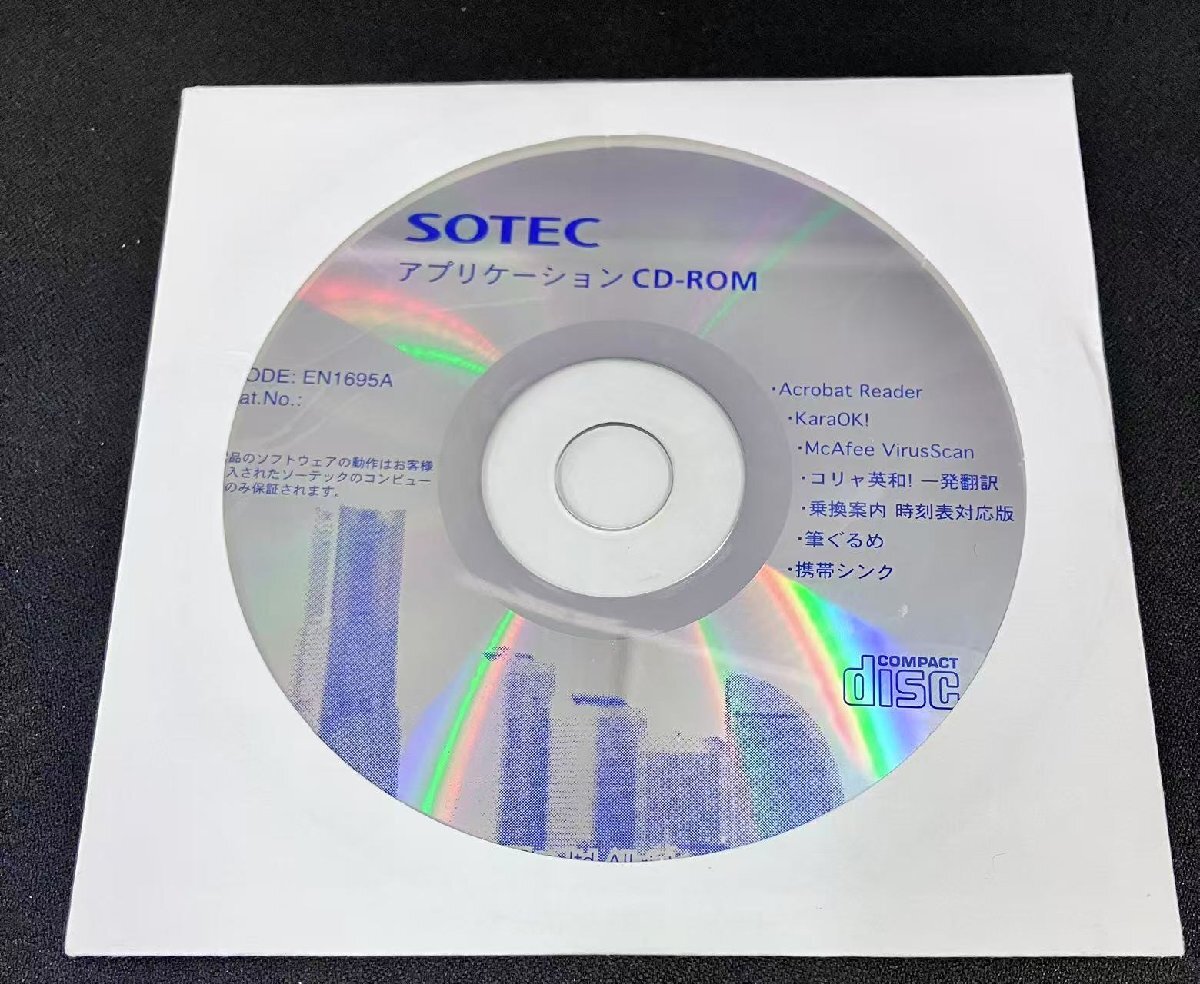 SOTEC
アプリケーション CD-ROM
ODE: EN1695A
at.No.:
品のソフトウェアの動作はお客様
入されたソーテックのコンピュー
のみ保証されます。
・Acrobat Reader
・KaraOK!
・McAfee VirusScan
・コリャ英和! 一発翻訳
・乗換案内 時刻表対応版
・筆ぐるめ
・携帯シンク
COMPACT
disc
ltd. All